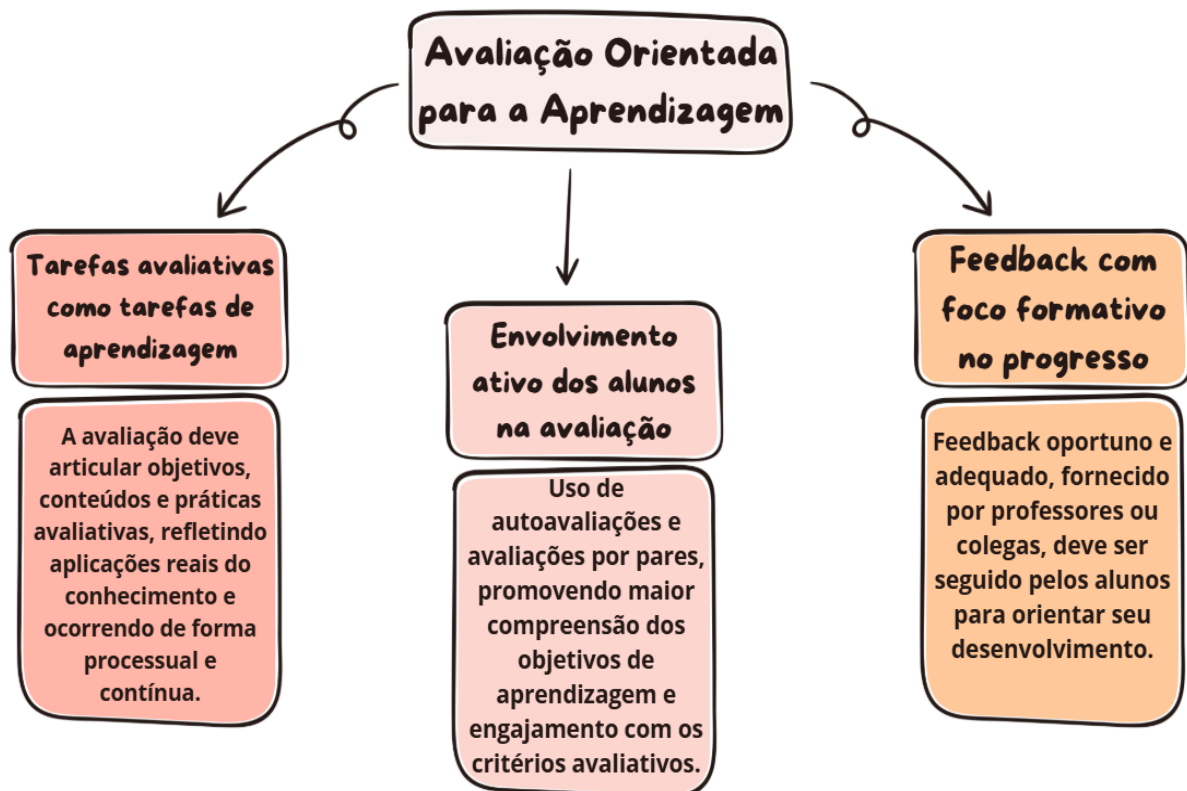 Avaliação Orientada
para a Aprendizagem
Tarefas avaliativas
como tarefas de
aprendizagem
A avaliação deve
articular objetivos,
conteúdos e práticas
avaliativas, refletindo
aplicações reais do
conhecimento e
ocorrendo de forma
processual e
contínua.
Envolvimento
ativo dos alunos
na avaliação
Uso de
autoavaliações e
avaliações por pares,
promovendo maior
compreensão dos
objetivos de
aprendizagem e
engajamento com os
critérios avaliativos.
Feedback com
foco formativo
no progresso
Feedback oportuno e
adequado, fornecido
por professores ou
colegas, deve ser
seguido pelos alunos
para orientar seu
desenvolvimento.